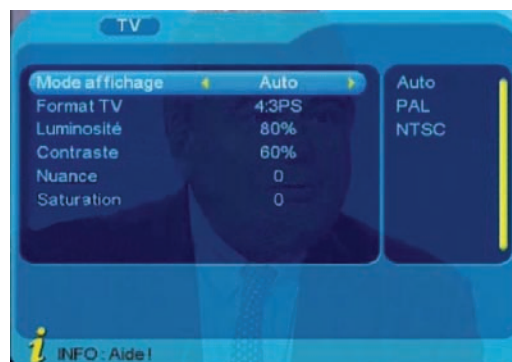 TV
Mode affichage Auto
Format TV 4:3PS
Luminosité 80%
Contraste 60%
Nuance 0
Saturation 0
Auto
PAL
NTSC
i INFO : Aide !